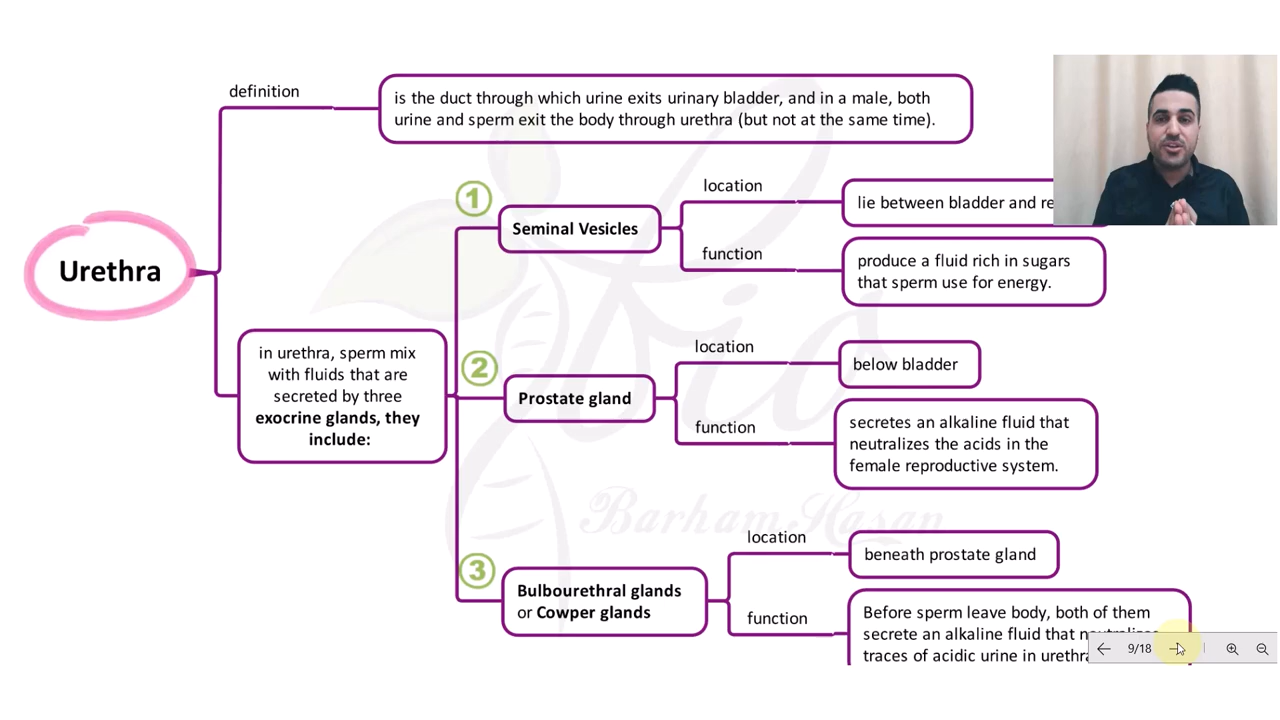 definition
is the duct through which urine exits urinary bladder, and in a male, both
urine and sperm exit the body through urethra (but not at the same time).
Urethra
in urethra, sperm mix
with fluids that are
secreted by three
exocrine glands, they
include:
1
Seminal Vesicles
location
lie between bladder and
function
produce a fluid rich in sugars
that sperm use for energy.
2
Prostate gland
location
below bladder
function
secretes an alkaline fluid that
neutralizes the acids in the
female reproductive system.
3
Bulbourethral glands
or Cowper glands
location
beneath prostate gland
function
Before sperm leave body, both of them
secrete an alkaline fluid that
traces of acidic urine in
bio
Barham Hasan
9/18